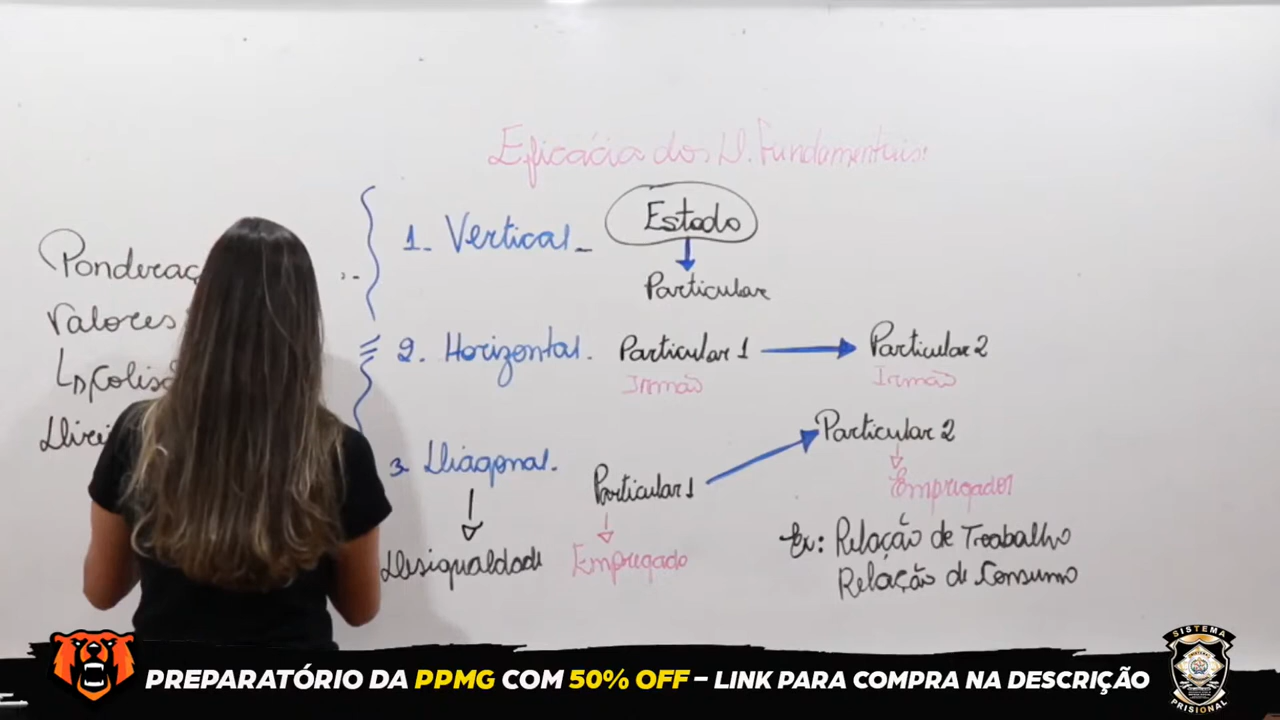 Eficácia dos D. Fundamentais:
Ponderaç
Valores
Colisã
Direi
1- Vertical - Estado
Particular
2. Horizontal. Particular 1 Particular 2
Irmão Irmão
3- Diagonal. Particular 1 Particular 2
Desigualdade Empregado Empregador
Ex: Relação de Trabalho
Relação de Consumo
PREPARATÓRIO DA PPMG COM 50% OFF – LINK PARA COMPRA NA DESCRIÇÃO
SISTEMA
PRISIONAL